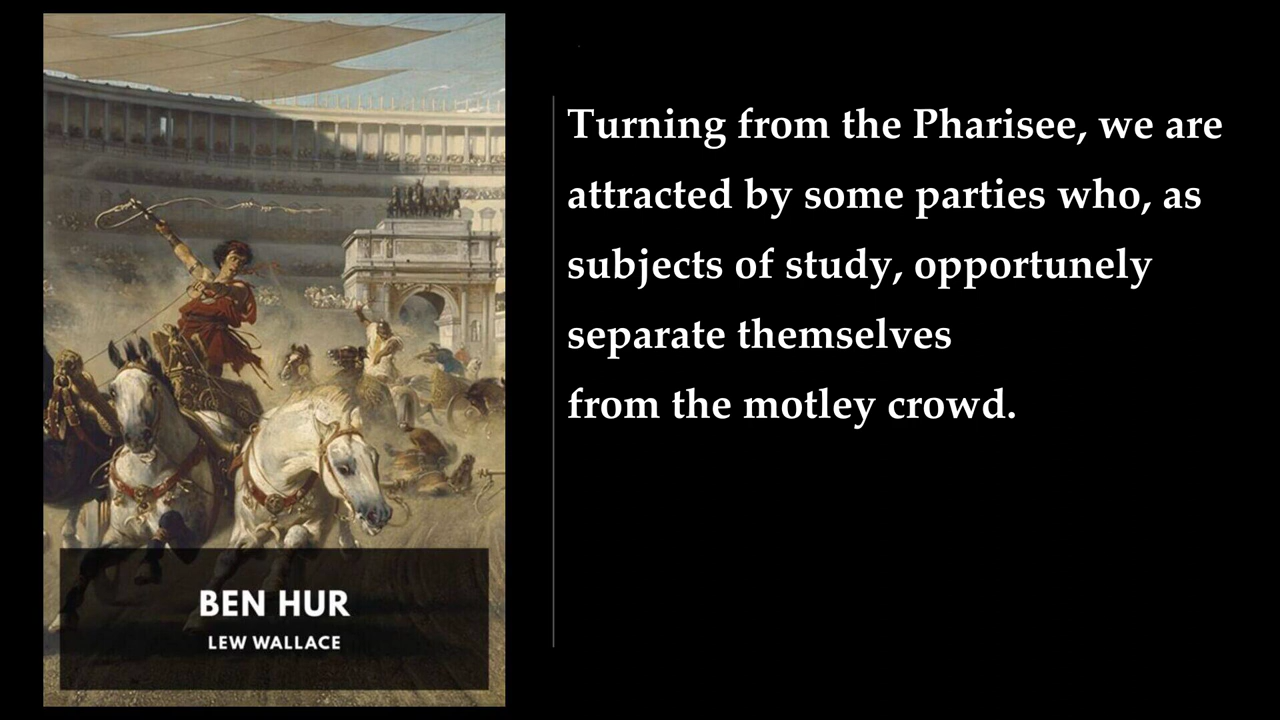 BEN HUR
LEW WALLACE
Turning from the Pharisee, we are
attracted by some parties who, as
subjects of study, opportunely
separate themselves
from the motley crowd.